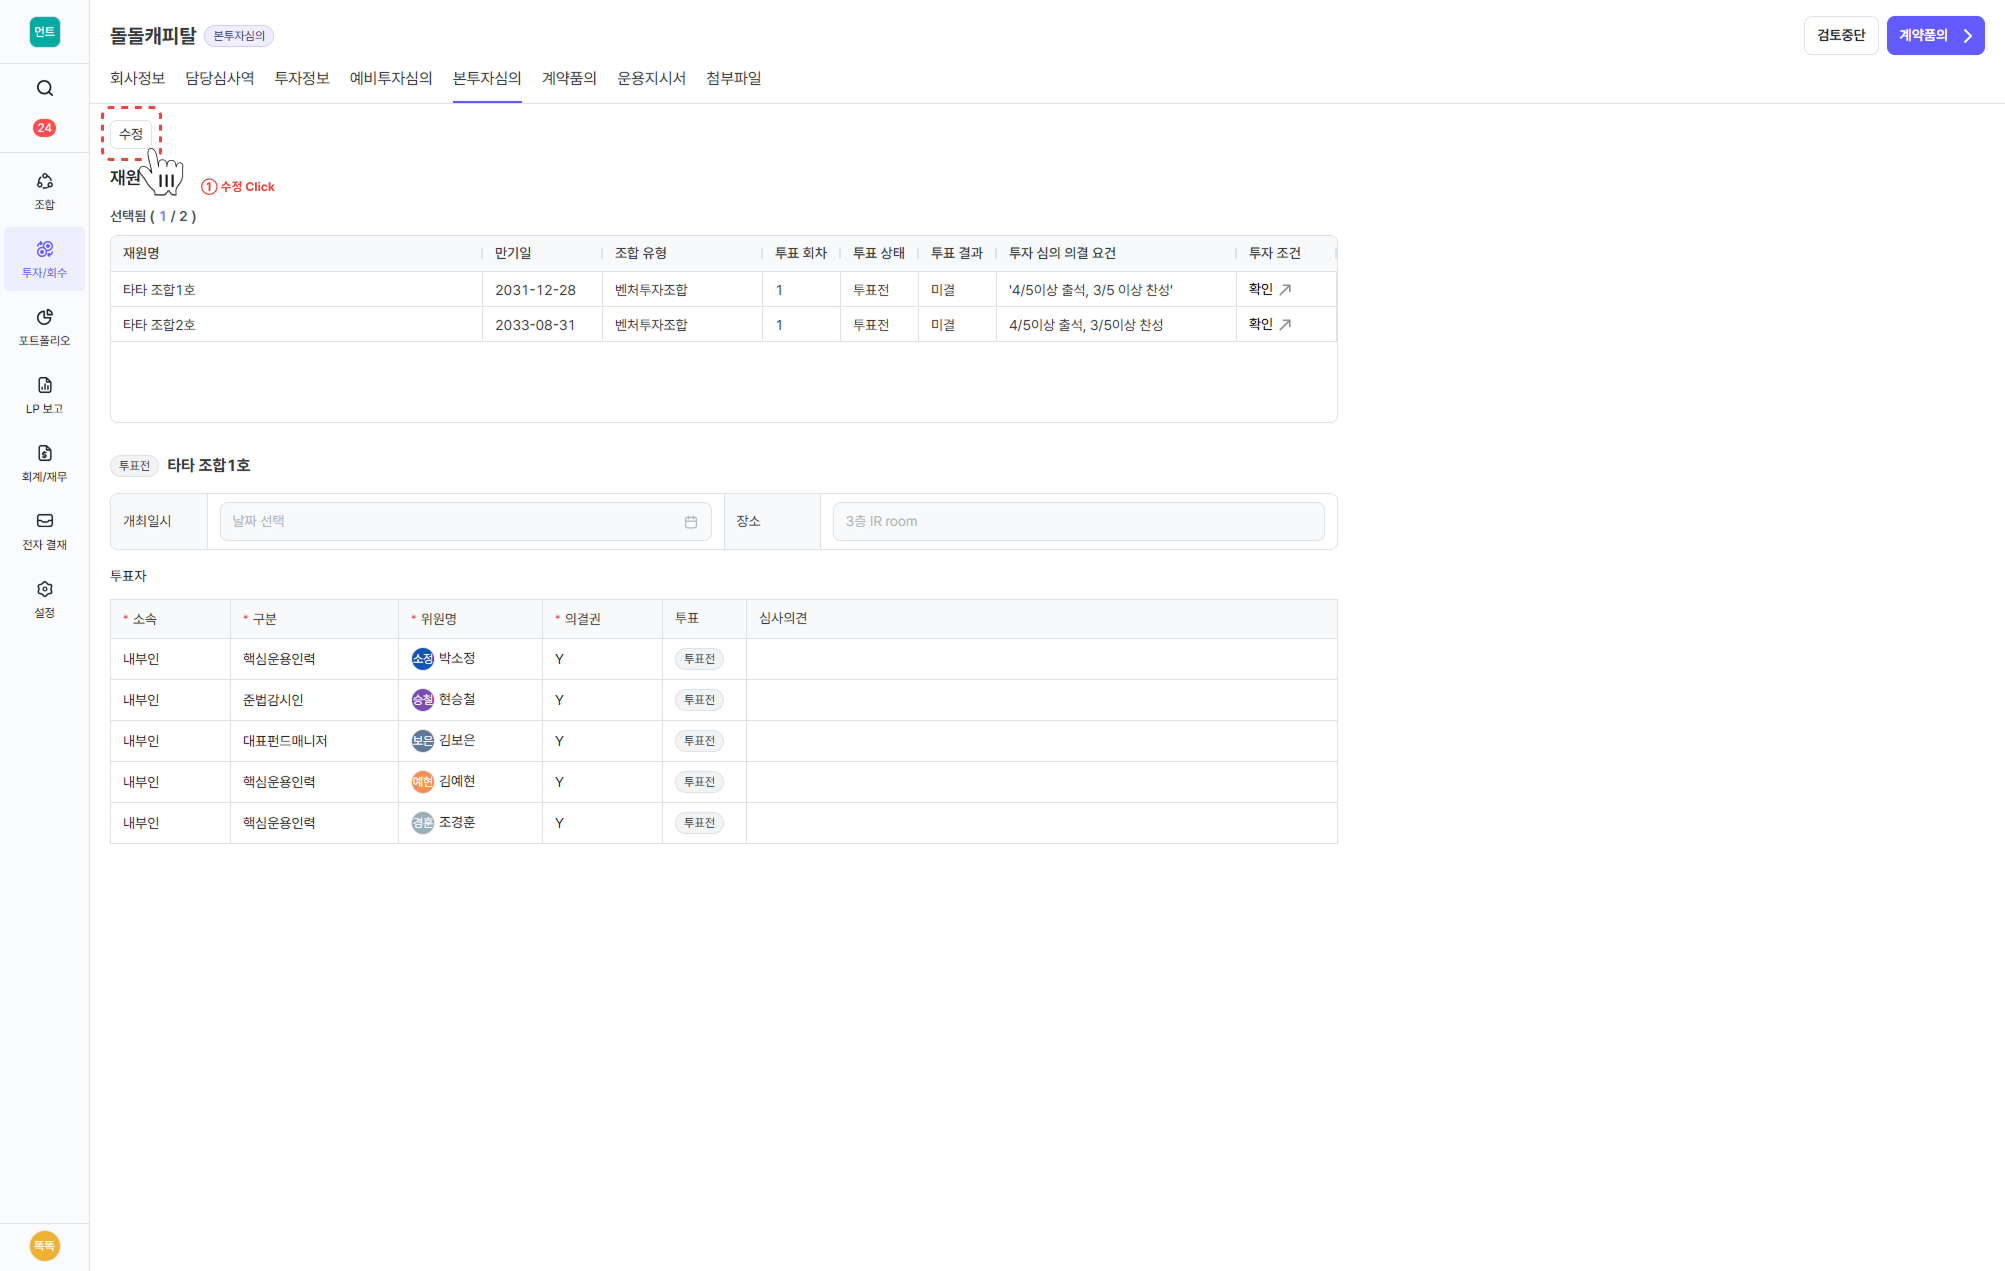 먼트
24
조합
투자/회수
포트폴리오
LP 보고
회계/재무
전자 결재
설정
똑똑
돌돌캐피탈 본투자심의
검토중단 계약품의
회사정보 담당심사역 투자정보 예비투자심의 본투자심의 계약품의 운용지시서 첨부파일
수정
재원
① 수정 Click
선택됨 ( 1 / 2 )
재원명 만기일 조합 유형 투표 회차 투표 상태 투표 결과 투자 심의 의결 요건 투자 조건
타타 조합1호 2031-12-28 벤처투자조합 1 투표전 미결 '4/5이상 출석, 3/5 이상 찬성' 확인
타타 조합2호 2033-08-31 벤처투자조합 1 투표전 미결 4/5이상 출석, 3/5이상 찬성 확인
투표전 타타 조합1호
개최일시 날짜 선택 장소 3층 IR room
투표자
* 소속 * 구분 * 위원명 * 의결권 투표 심사의견
내부인 핵심운용인력 소정 박소정 Y 투표전
내부인 준법감시인 승철 현승철 Y 투표전
내부인 대표펀드매니저 보은 김보은 Y 투표전
내부인 핵심운용인력 예현 김예현 Y 투표전
내부인 핵심운용인력 경훈 조경훈 Y 투표전